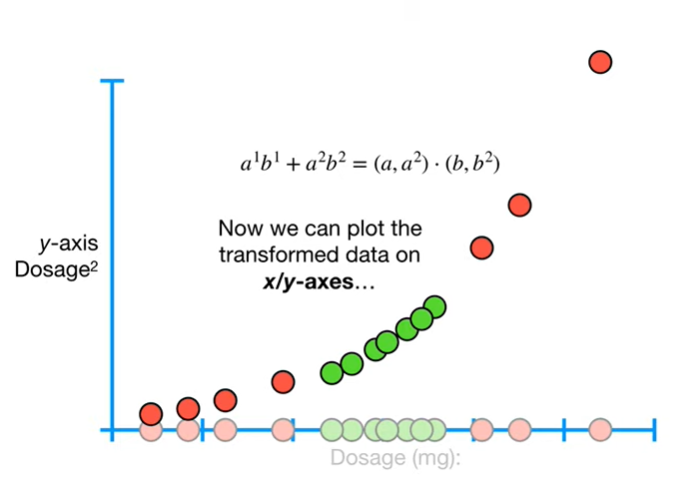 a¹b¹ + a²b² = (a, a²) · (b, b²)
Now we can plot the
transformed data on
x/y-axes…
y-axis
Dosage²
Dosage (mg):